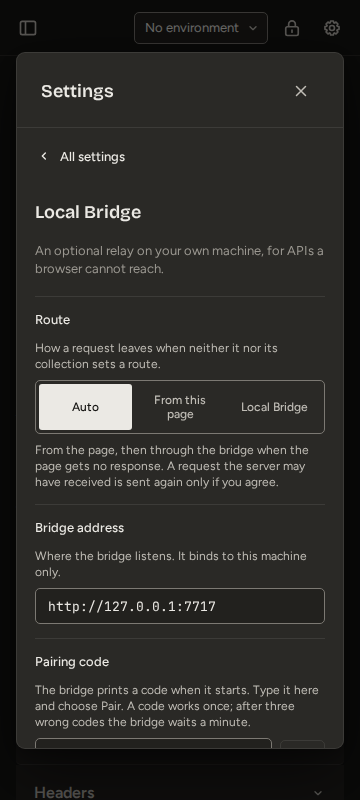 No environment
Settings
All settings
Local Bridge
An optional relay on your own machine, for APIs a
browser cannot reach.
Route
How a request leaves when neither it nor its
collection sets a route.
Auto
From this
page
Local Bridge
From the page, then through the bridge when the
page gets no response. A request the server may
have received is sent again only if you agree.
Bridge address
Where the bridge listens. It binds to this machine
only.
http://127.0.0.1:7717
Pairing code
The bridge prints a code when it starts. Type it here
and choose Pair. A code works once; after three
wrong codes the bridge waits a minute.
Headers